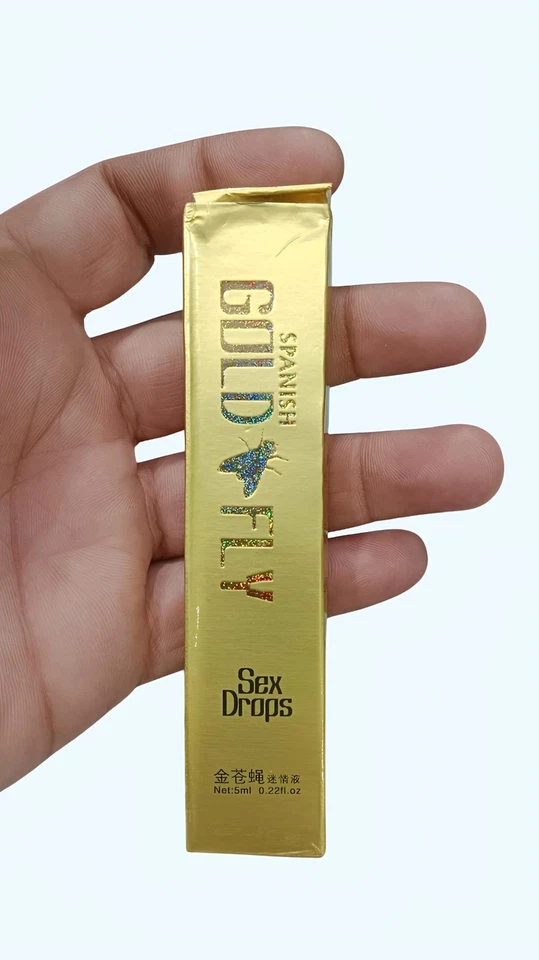 SPANISH
GOLD FLY
Sex
Drops
金苍蝇迷情液
Net:5ml 0.22fl.oz